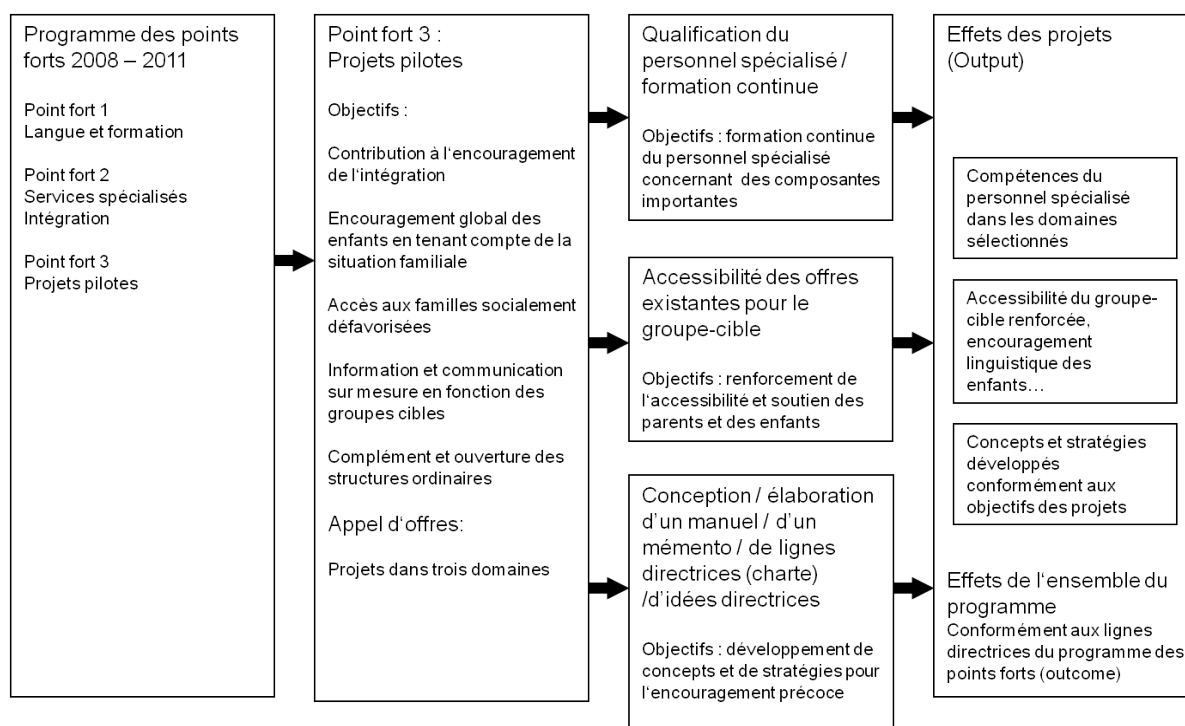 Programme des points
forts 2008 – 2011
Point fort 1
Langue et formation
Point fort 2
Services spécialisés
Intégration
Point fort 3
Projets pilotes
Point fort 3 :
Projets pilotes
Objectifs :
Contribution à l‘encouragement
de l‘intégration
Encouragement global des
enfants en tenant compte de la
situation familiale
Accès aux familles socialement
défavorisées
Information et communication
sur mesure en fonction des
groupes cibles
Complément et ouverture des
structures ordinaires
Appel d‘offres:
Projets dans trois domaines
Qualification du
personnel spécialisé /
formation continue
Objectifs : formation continue
du personnel spécialisé
concernant des composantes
importantes
Accessibilité des offres
existantes pour le
groupe-cible
Objectifs : renforcement de
l‘accessibilité et soutien des
parents et des enfants
Conception / élaboration
d’un manuel / d’un
mémento / de lignes
directrices (charte)
/d’idées directrices
Objectifs : développement de
concepts et de stratégies pour
l‘encouragement précoce
Effets des projets
(Output)
Compétences du
personnel spécialisé
dans les domaines
sélectionnés
Accessibilité du groupe-
cible renforcée,
encouragement
linguistique des
enfants…
Concepts et stratégies
développés
conformément aux
objectifs des projets
Effets de l‘ensemble du
programme
Conformément aux lignes
directrices du programme des
points forts (outcome)